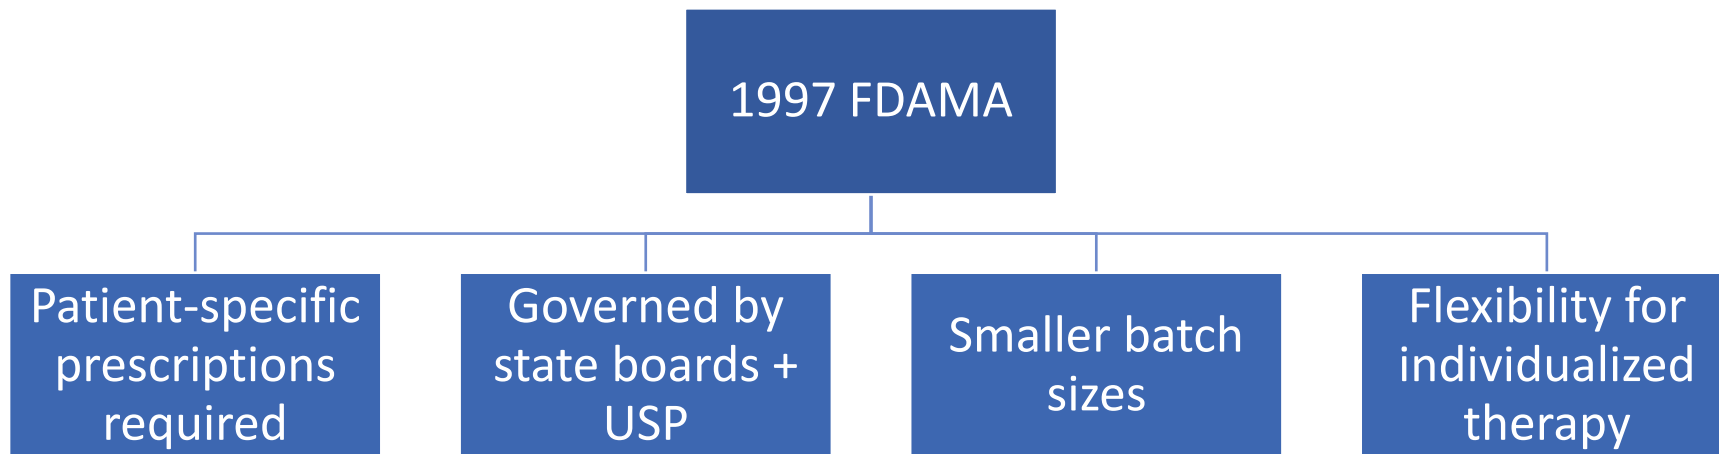 1997 FDAMA
Patient-specific
prescriptions
required
Governed by
state boards +
USP
Smaller batch
sizes
Flexibility for
individualized
therapy